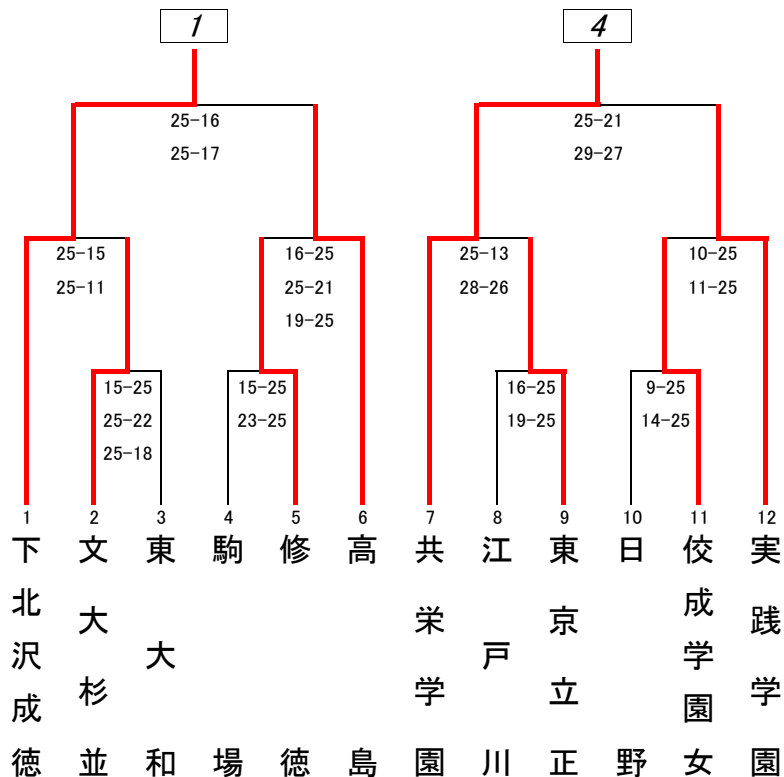 1 4
25-16 25-21
25-17 29-27
25-15 16-25 25-13 10-25
25-11 25-21 28-26 11-25
19-25
15-25 15-25 16-25 9-25
25-22 23-25 19-25 14-25
25-18
1 2 3 4 5 6 7 8 9 10 11 12
下北沢成徳
文大杉並
東大和
駒場
修徳
高島
共栄学園
江戸川
東京立正
日野
佼成学園女
実践学園